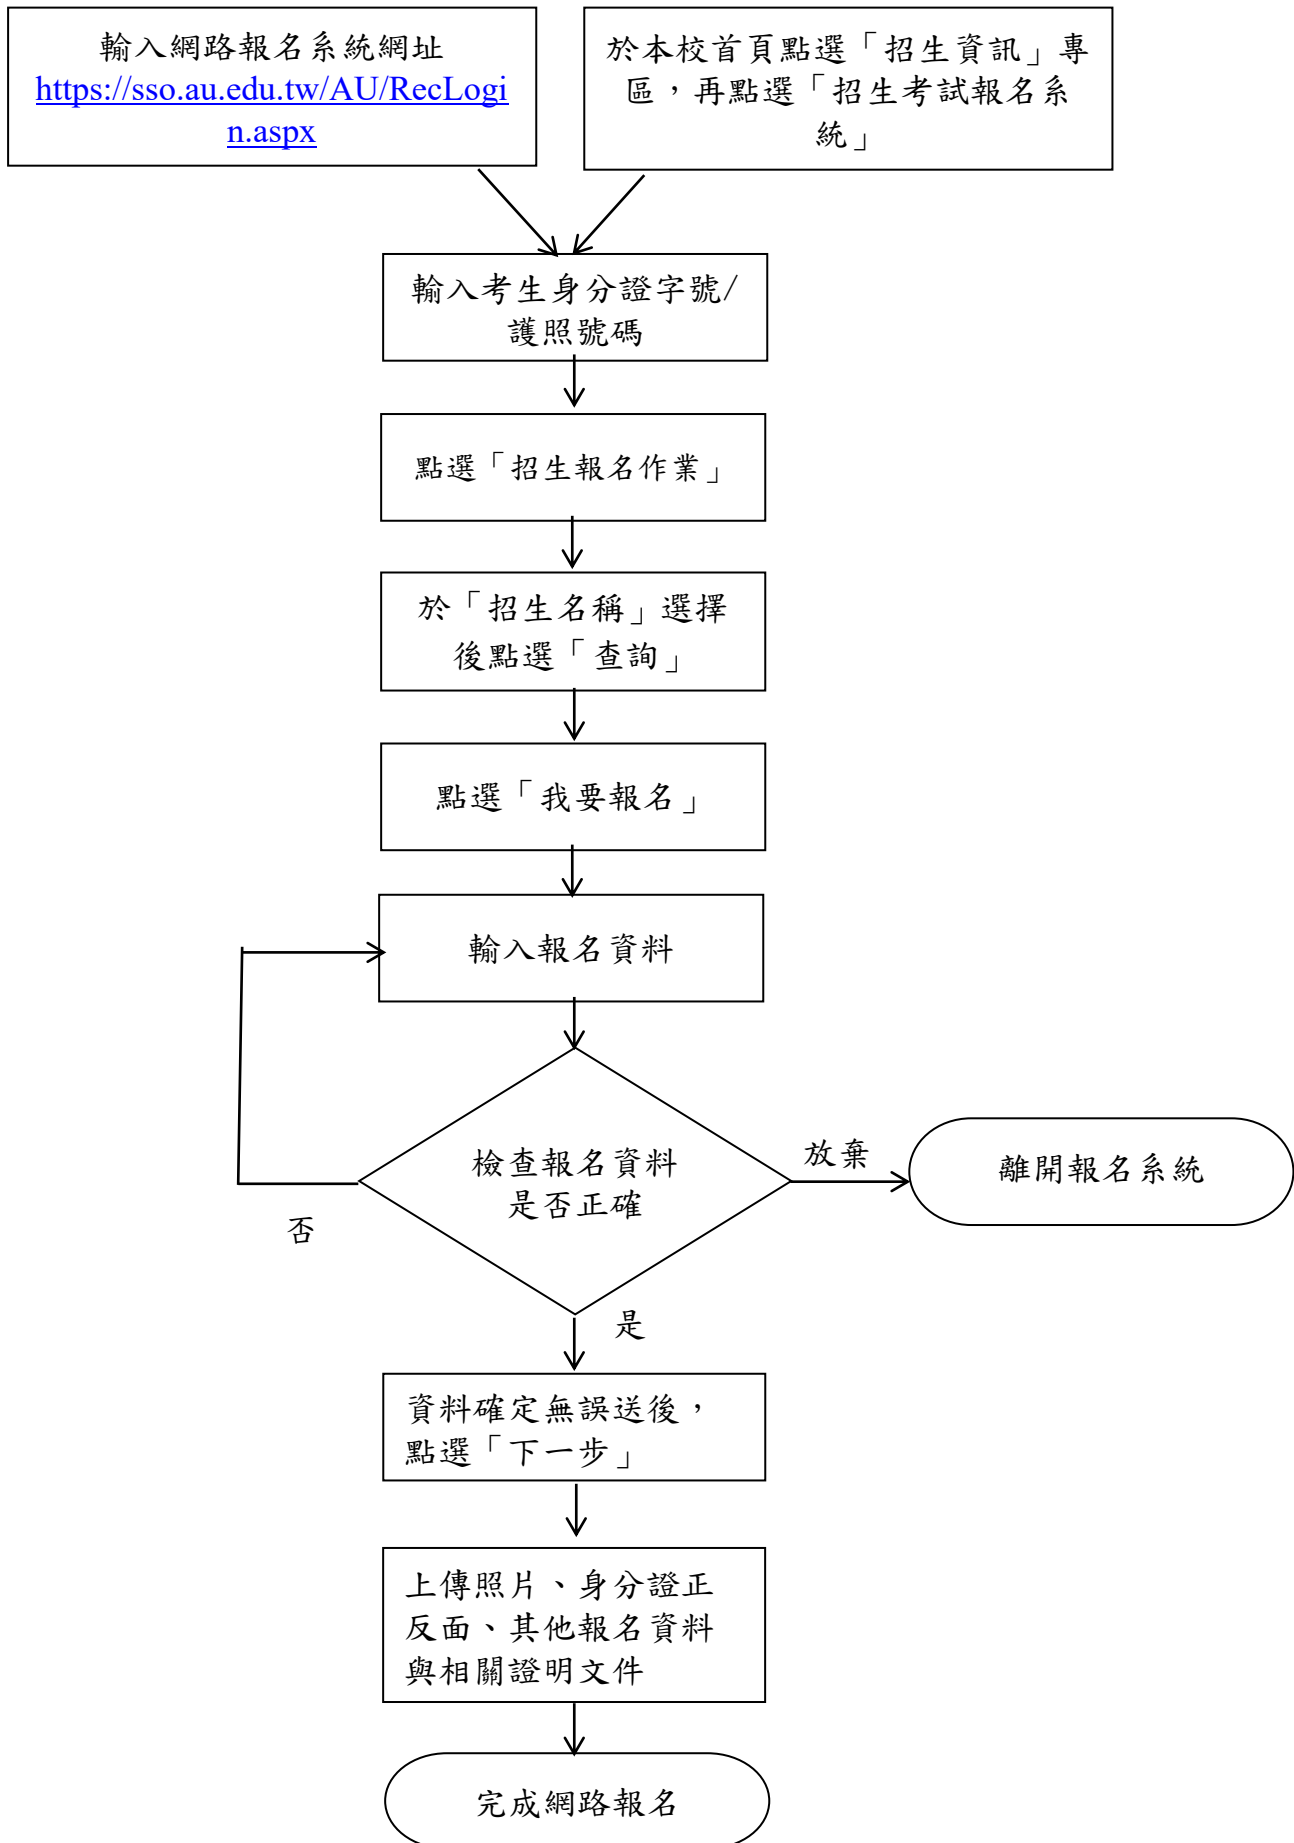 輸入網路報名系統網址
https://sso.au.edu.tw/AU/RecLogi
n.aspx
於本校首頁點選「招生資訊」專
區，再點選「招生考試報名系
統」
輸入考生身分證字號/
護照號碼
點選「招生報名作業」
於「招生名稱」選擇
後點選「查詢」
點選「我要報名」
輸入報名資料
檢查報名資料
是否正確
放棄
離開報名系統
否
是
資料確定無誤送後，
點選「下一步」
上傳照片、身分證正
反面、其他報名資料
與相關證明文件
完成網路報名